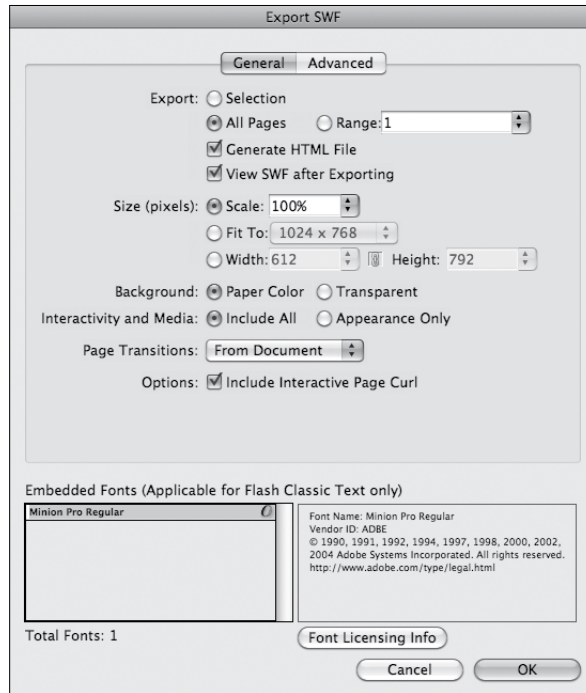 Export SWF
General Advanced
Export: Selection
All Pages Range: 1
Generate HTML File
View SWF after Exporting
Size (pixels): Scale: 100%
Fit To: 1024 x 768
Width: 612 Height: 792
Background: Paper Color Transparent
Interactivity and Media: Include All Appearance Only
Page Transitions: From Document
Options: Include Interactive Page Curl
Embedded Fonts (Applicable for Flash Classic Text only)
Minion Pro Regular
Font Name: Minion Pro Regular
Vendor ID: ADBE
© 1990, 1991, 1992, 1994, 1997, 1998, 2000, 2002,
2004 Adobe Systems Incorporated. All rights reserved.
http://www.adobe.com/type/legal.html
Total Fonts: 1
Font Licensing Info
Cancel OK